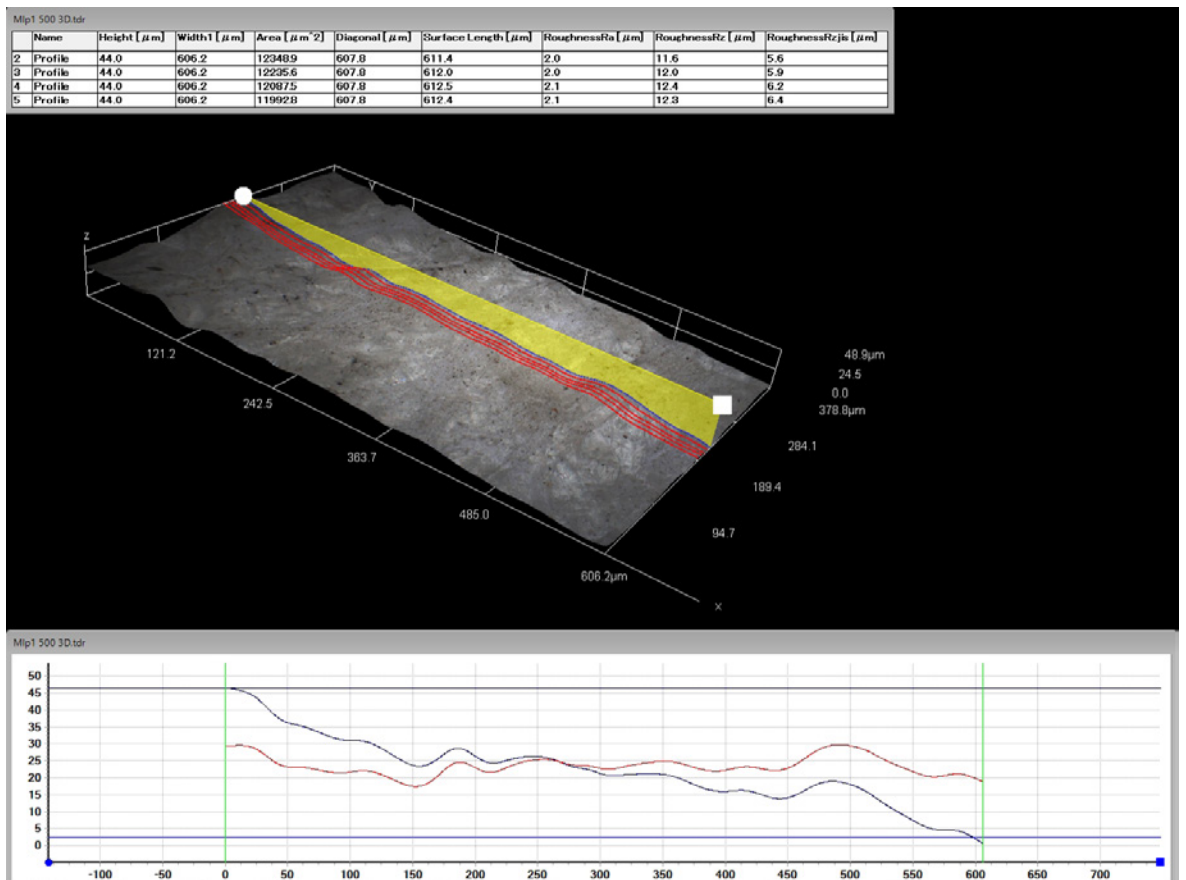 Mlp1 500 3D.tdr
Name Height [μm] Width1 [μm] Area [μm^2] Diagonal [μm] Surface Length [μm] RoughnessRa [μm] RoughnessRz [μm] RoughnessRzjis [μm]
2 Profile 44.0 606.2 12348.9 607.8 611.4 2.0 11.6 5.6
3 Profile 44.0 606.2 12235.6 607.8 612.0 2.0 12.0 5.9
4 Profile 44.0 606.2 12087.5 607.8 612.5 2.1 12.4 6.2
5 Profile 44.0 606.2 11992.8 607.8 612.4 2.1 12.3 6.4
Y
Z
121.2
242.5
363.7
485.0
606.2μm
X
48.9μm
24.5
0.0
378.8μm
284.1
189.4
94.7
Mlp1 500 3D.tdr
50
45
40
35
30
25
20
15
10
5
0
-100 -50 0 50 100 150 200 250 300 350 400 450 500 550 600 650 700